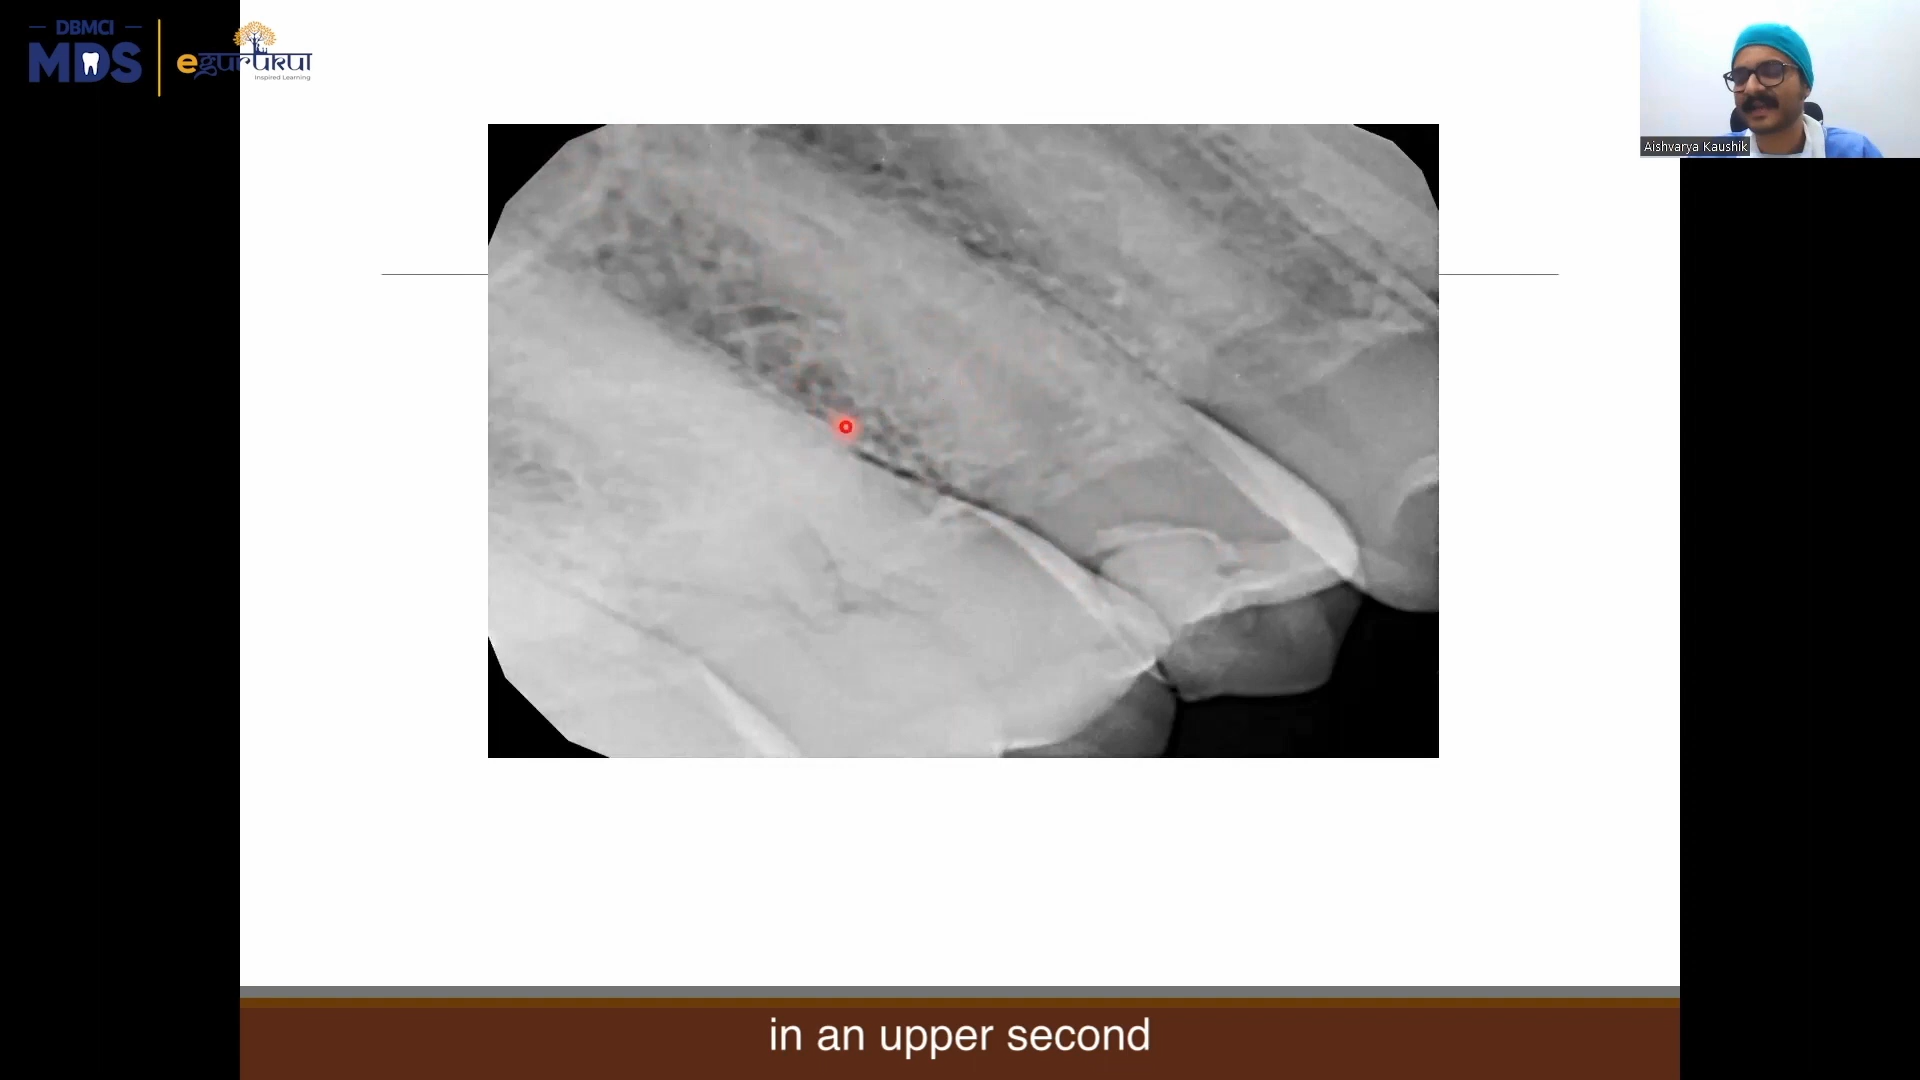 DBMCI
MDS
egurukul
Inspired Learning
Aishvarya Kaushik
in an upper second